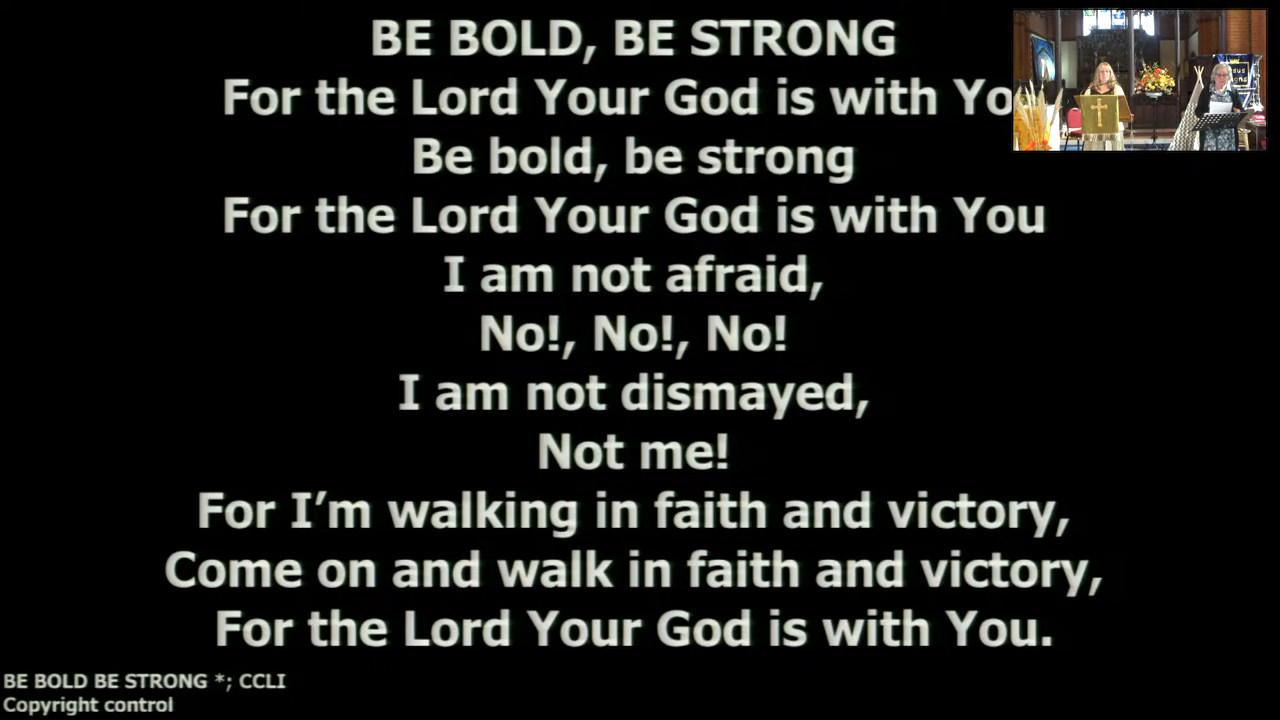 BE BOLD, BE STRONG
For the Lord Your God is with Yo
Be bold, be strong
For the Lord Your God is with You
I am not afraid,
No!, No!, No!
I am not dismayed,
Not me!
For I’m walking in faith and victory,
Come on and walk in faith and victory,
For the Lord Your God is with You.
BE BOLD BE STRONG *; CCLI
Copyright control